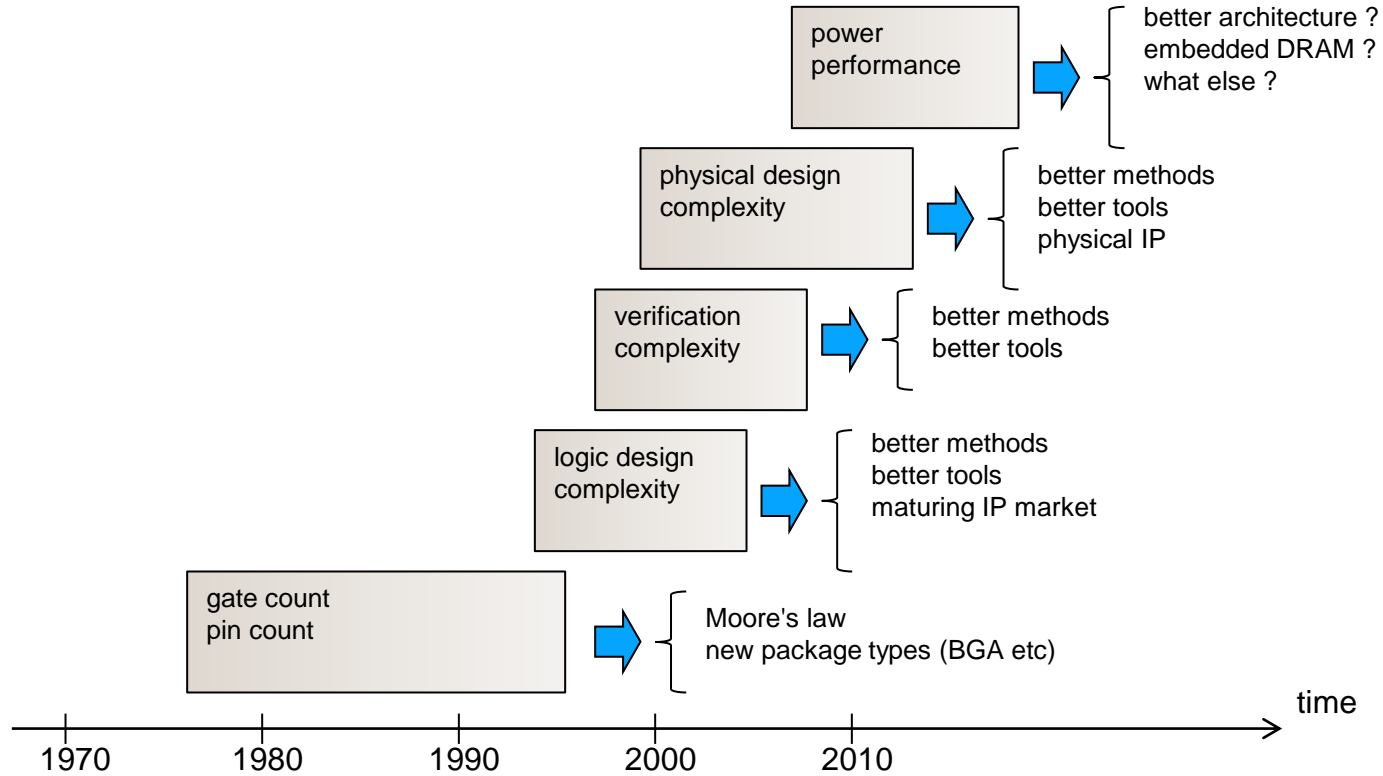 power
performance
better architecture ?
embedded DRAM ?
what else ?
physical design
complexity
better methods
better tools
physical IP
verification
complexity
better methods
better tools
logic design
complexity
better methods
better tools
maturing IP market
gate count
pin count
Moore's law
new package types (BGA etc)
time
1970
1980
1990
2000
2010